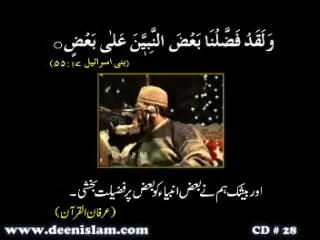 وَلَقَدْ فَضَّلْنَا بَعْضَ النَّبِيّٖنَ عَلٰی بَعْضٍ○
(بنی اسرائیل ۱۷:۵۵)
اور بیشک ہم نے بعض انبیاء کو بعض پر فضیلت بخشی۔
(عرفان القرآن)
www.deenislam.com
CD # 28